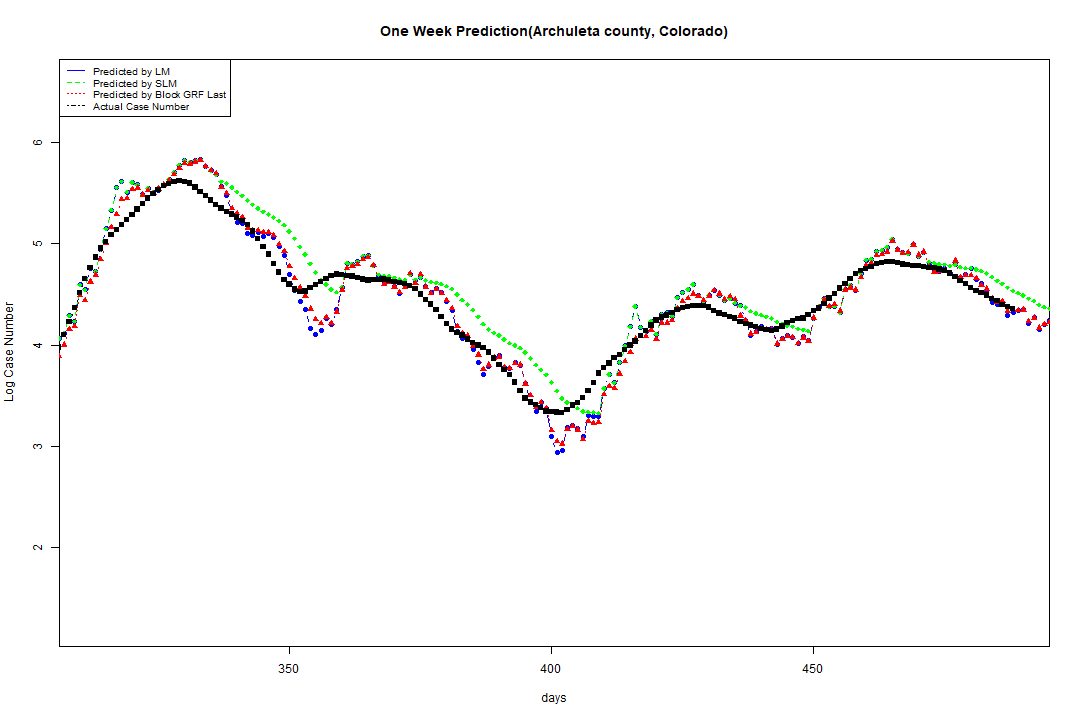 One Week Prediction(Archuleta county, Colorado)
Predicted by LM
Predicted by SLM
Predicted by Block GRF Last
Actual Case Number
6
5
4
3
2
Log Case Number
350
400
450
days